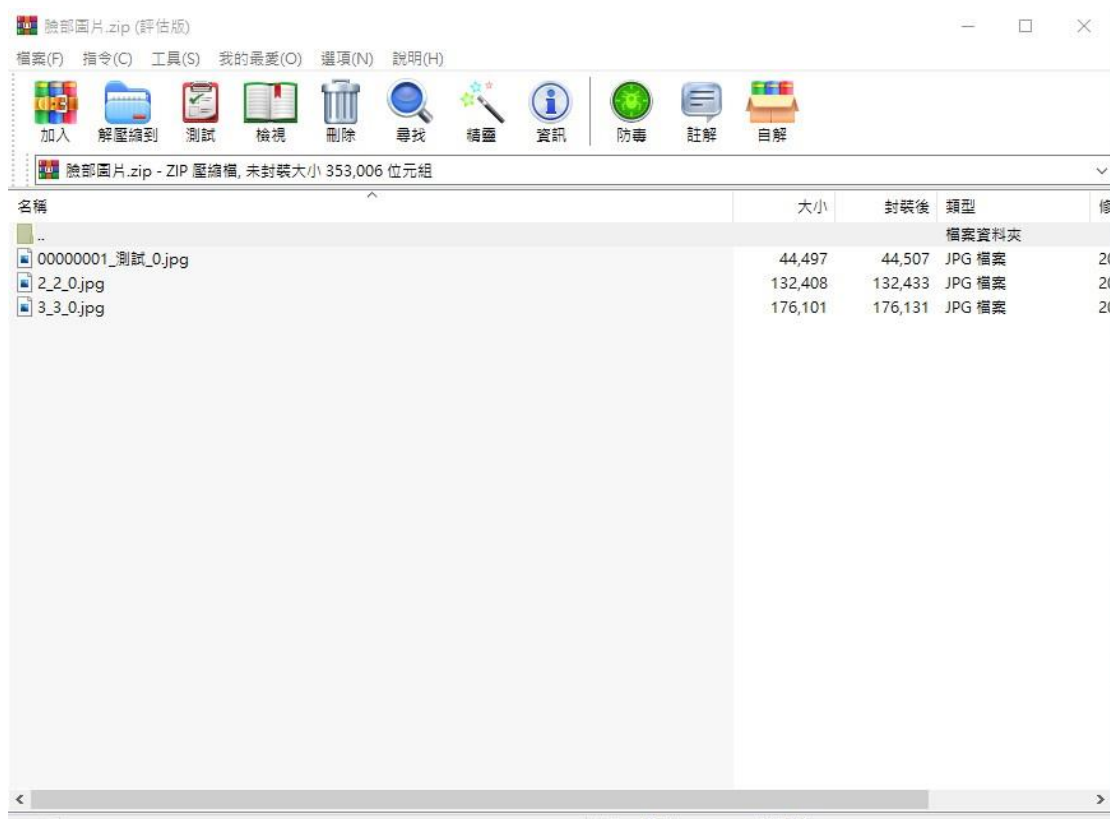 臉部圖片.zip (評估版)
檔案(F) 指令(C) 工具(S) 我的最愛(O) 選項(N) 說明(H)
加入 解壓縮到 測試 檢視 刪除 尋找 精靈 資訊 防毒 註解 自解
臉部圖片.zip - ZIP 壓縮檔, 未封裝大小 353,006 位元組
名稱 大小 封裝後 類型 修
.. 檔案資料夾
00000001_測試_0.jpg 44,497 44,507 JPG 檔案 20
2_2_0.jpg 132,408 132,433 JPG 檔案 20
3_3_0.jpg 176,101 176,131 JPG 檔案 20